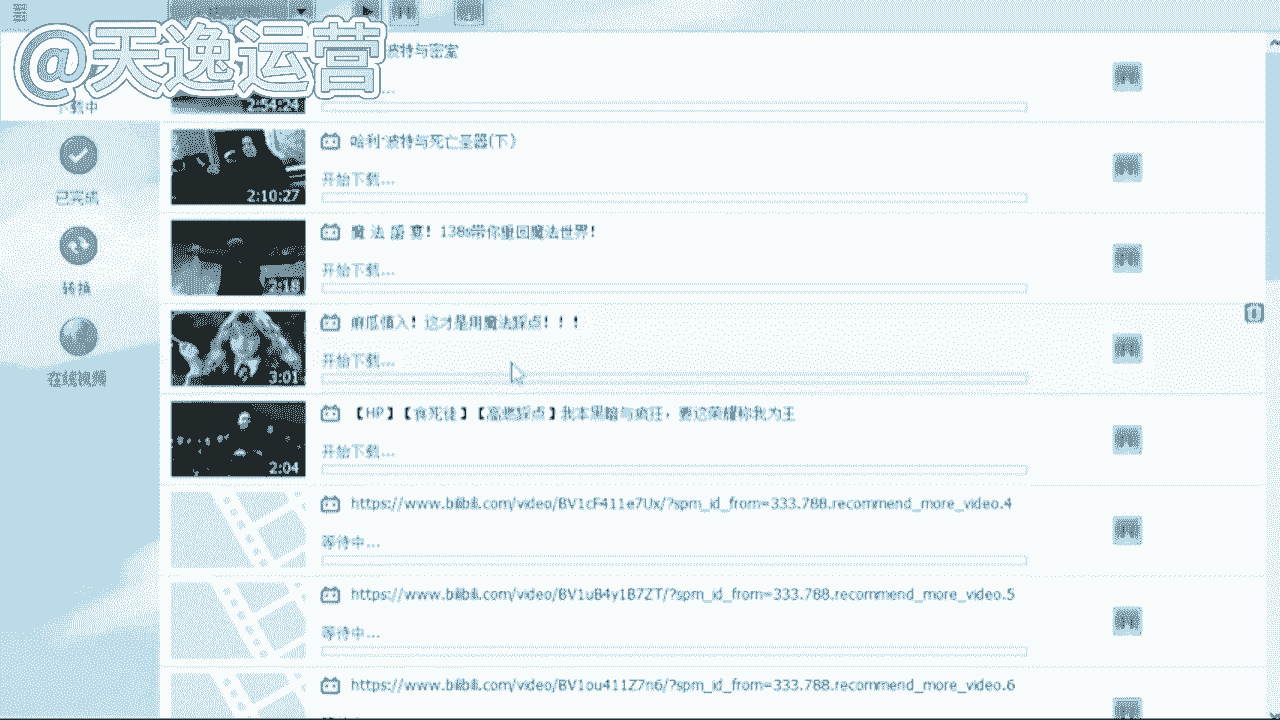 @天逸运营
波特与密室
下载中
2:54:24
哈利·波特与死亡圣器(下)
开始下载...
2:10:27
已完成
魔 法 盛 宴！138s带你重回魔法世界！
开始下载...
2:18
转换
麻瓜慎入！这才是用魔法踩点！！！
开始下载...
3:01
在线视频
【HP】【食死徒】【高燃踩点】我本黑暗与疯狂，要这荣耀称我为王
开始下载...
2:04
https://www.bilibili.com/video/BV1cF411e7Ux/?spm_id_from=333.788.recommend_more_video.4
等待中...
https://www.bilibili.com/video/BV1uB4y1B7ZT/?spm_id_from=333.788.recommend_more_video.5
等待中...
https://www.bilibili.com/video/BV1ou411Z7n6/?spm_id_from=333.788.recommend_more_video.6